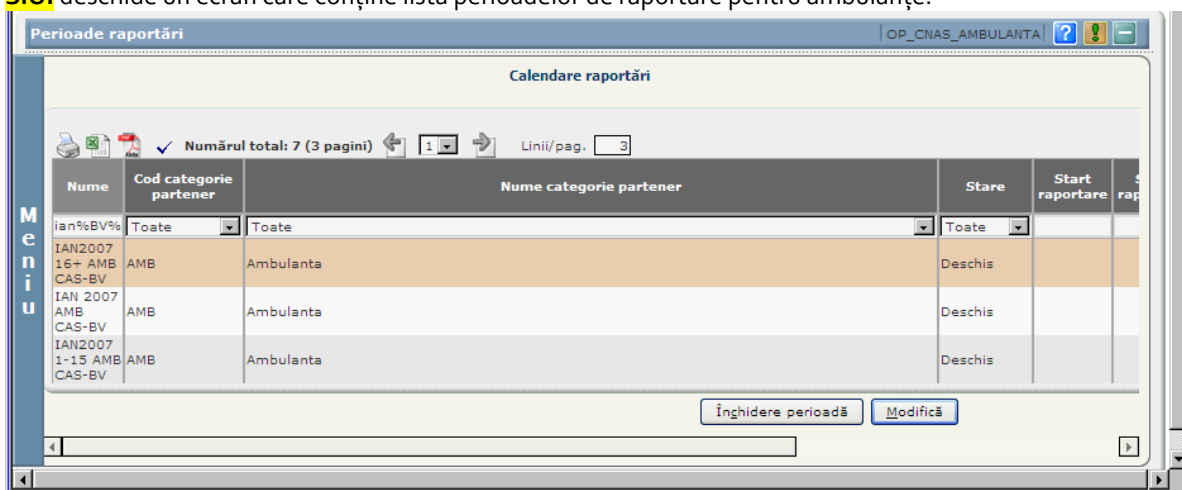 SIUI deschide un ecran care conține lista perioadelor de raportare pentru ambulanțe.
Perioade raportări
OP_CNAS_AMBULANTA
Calendare raportări
Numărul total: 7 (3 pagini) 1 Linii/pag. 3
Nume Cod categorie partener Nume categorie partener Stare Start raportare
ian%BV% Toate Toate Toate
IAN2007 16+ AMB CAS-BV AMB Ambulanta Deschis
IAN 2007 AMB CAS-BV AMB Ambulanta Deschis
IAN2007 1-15 AMB CAS-BV AMB Ambulanta Deschis
Închidere perioadă Modifică
Meniu